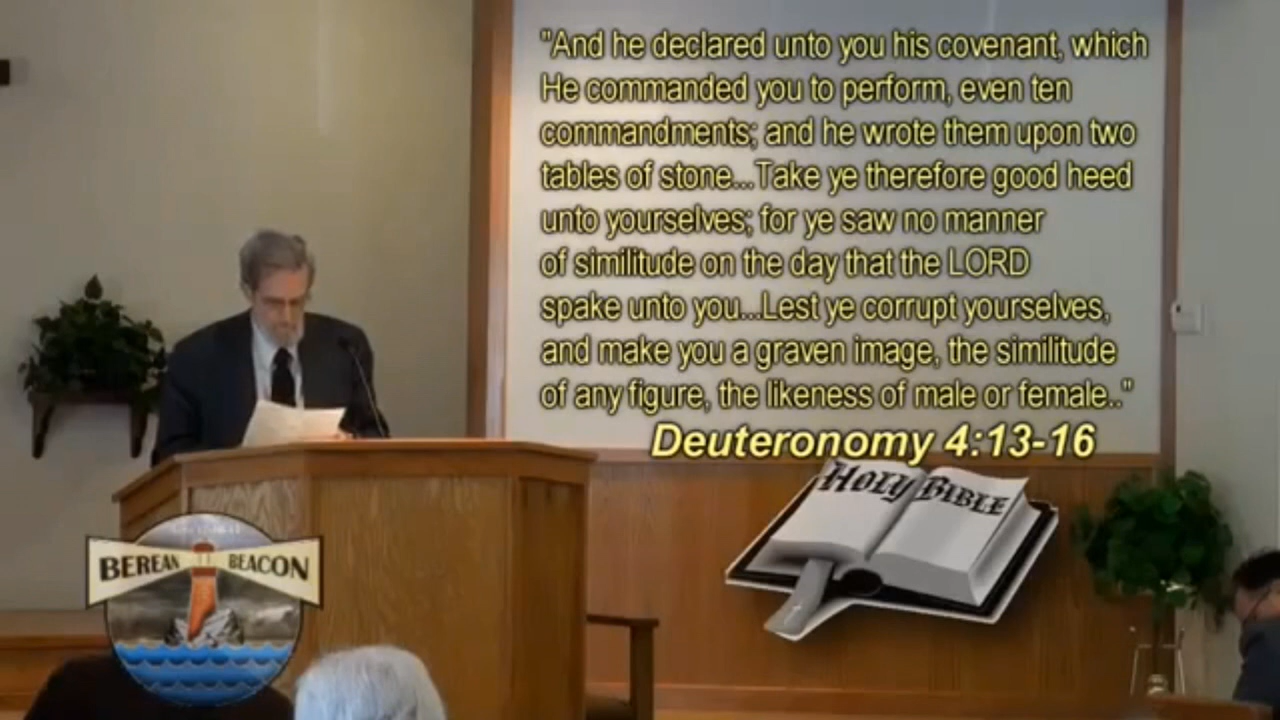 "And he declared unto you his covenant, which
He commanded you to perform, even ten
commandments; and he wrote them upon two
tables of stone...Take ye therefore good heed
unto yourselves; for ye saw no manner
of similitude on the day that the LORD
spake unto you...Lest ye corrupt yourselves,
and make you a graven image, the similitude
of any figure, the likeness of male or female.."
Deuteronomy 4:13-16
HOLY BIBLE
BEREAN BEACON